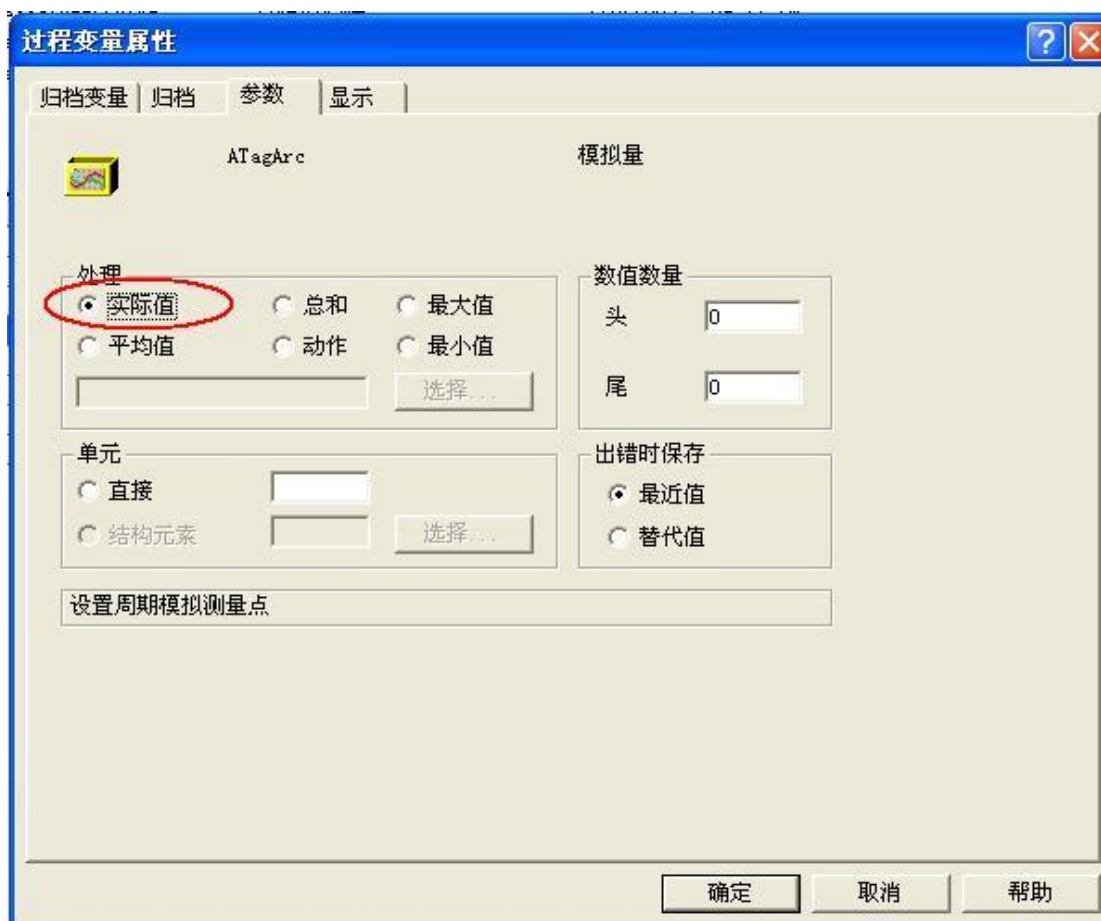 过程变量属性
归档变量 归档 参数 显示
ATagArc 模拟量
处理
实际值 总和 最大值
平均值 动作 最小值
选择...
数值数量
头 0
尾 0
单元
直接
结构元素 选择...
出错时保存
最近值
替代值
设置周期模拟测量点
确定 取消 帮助